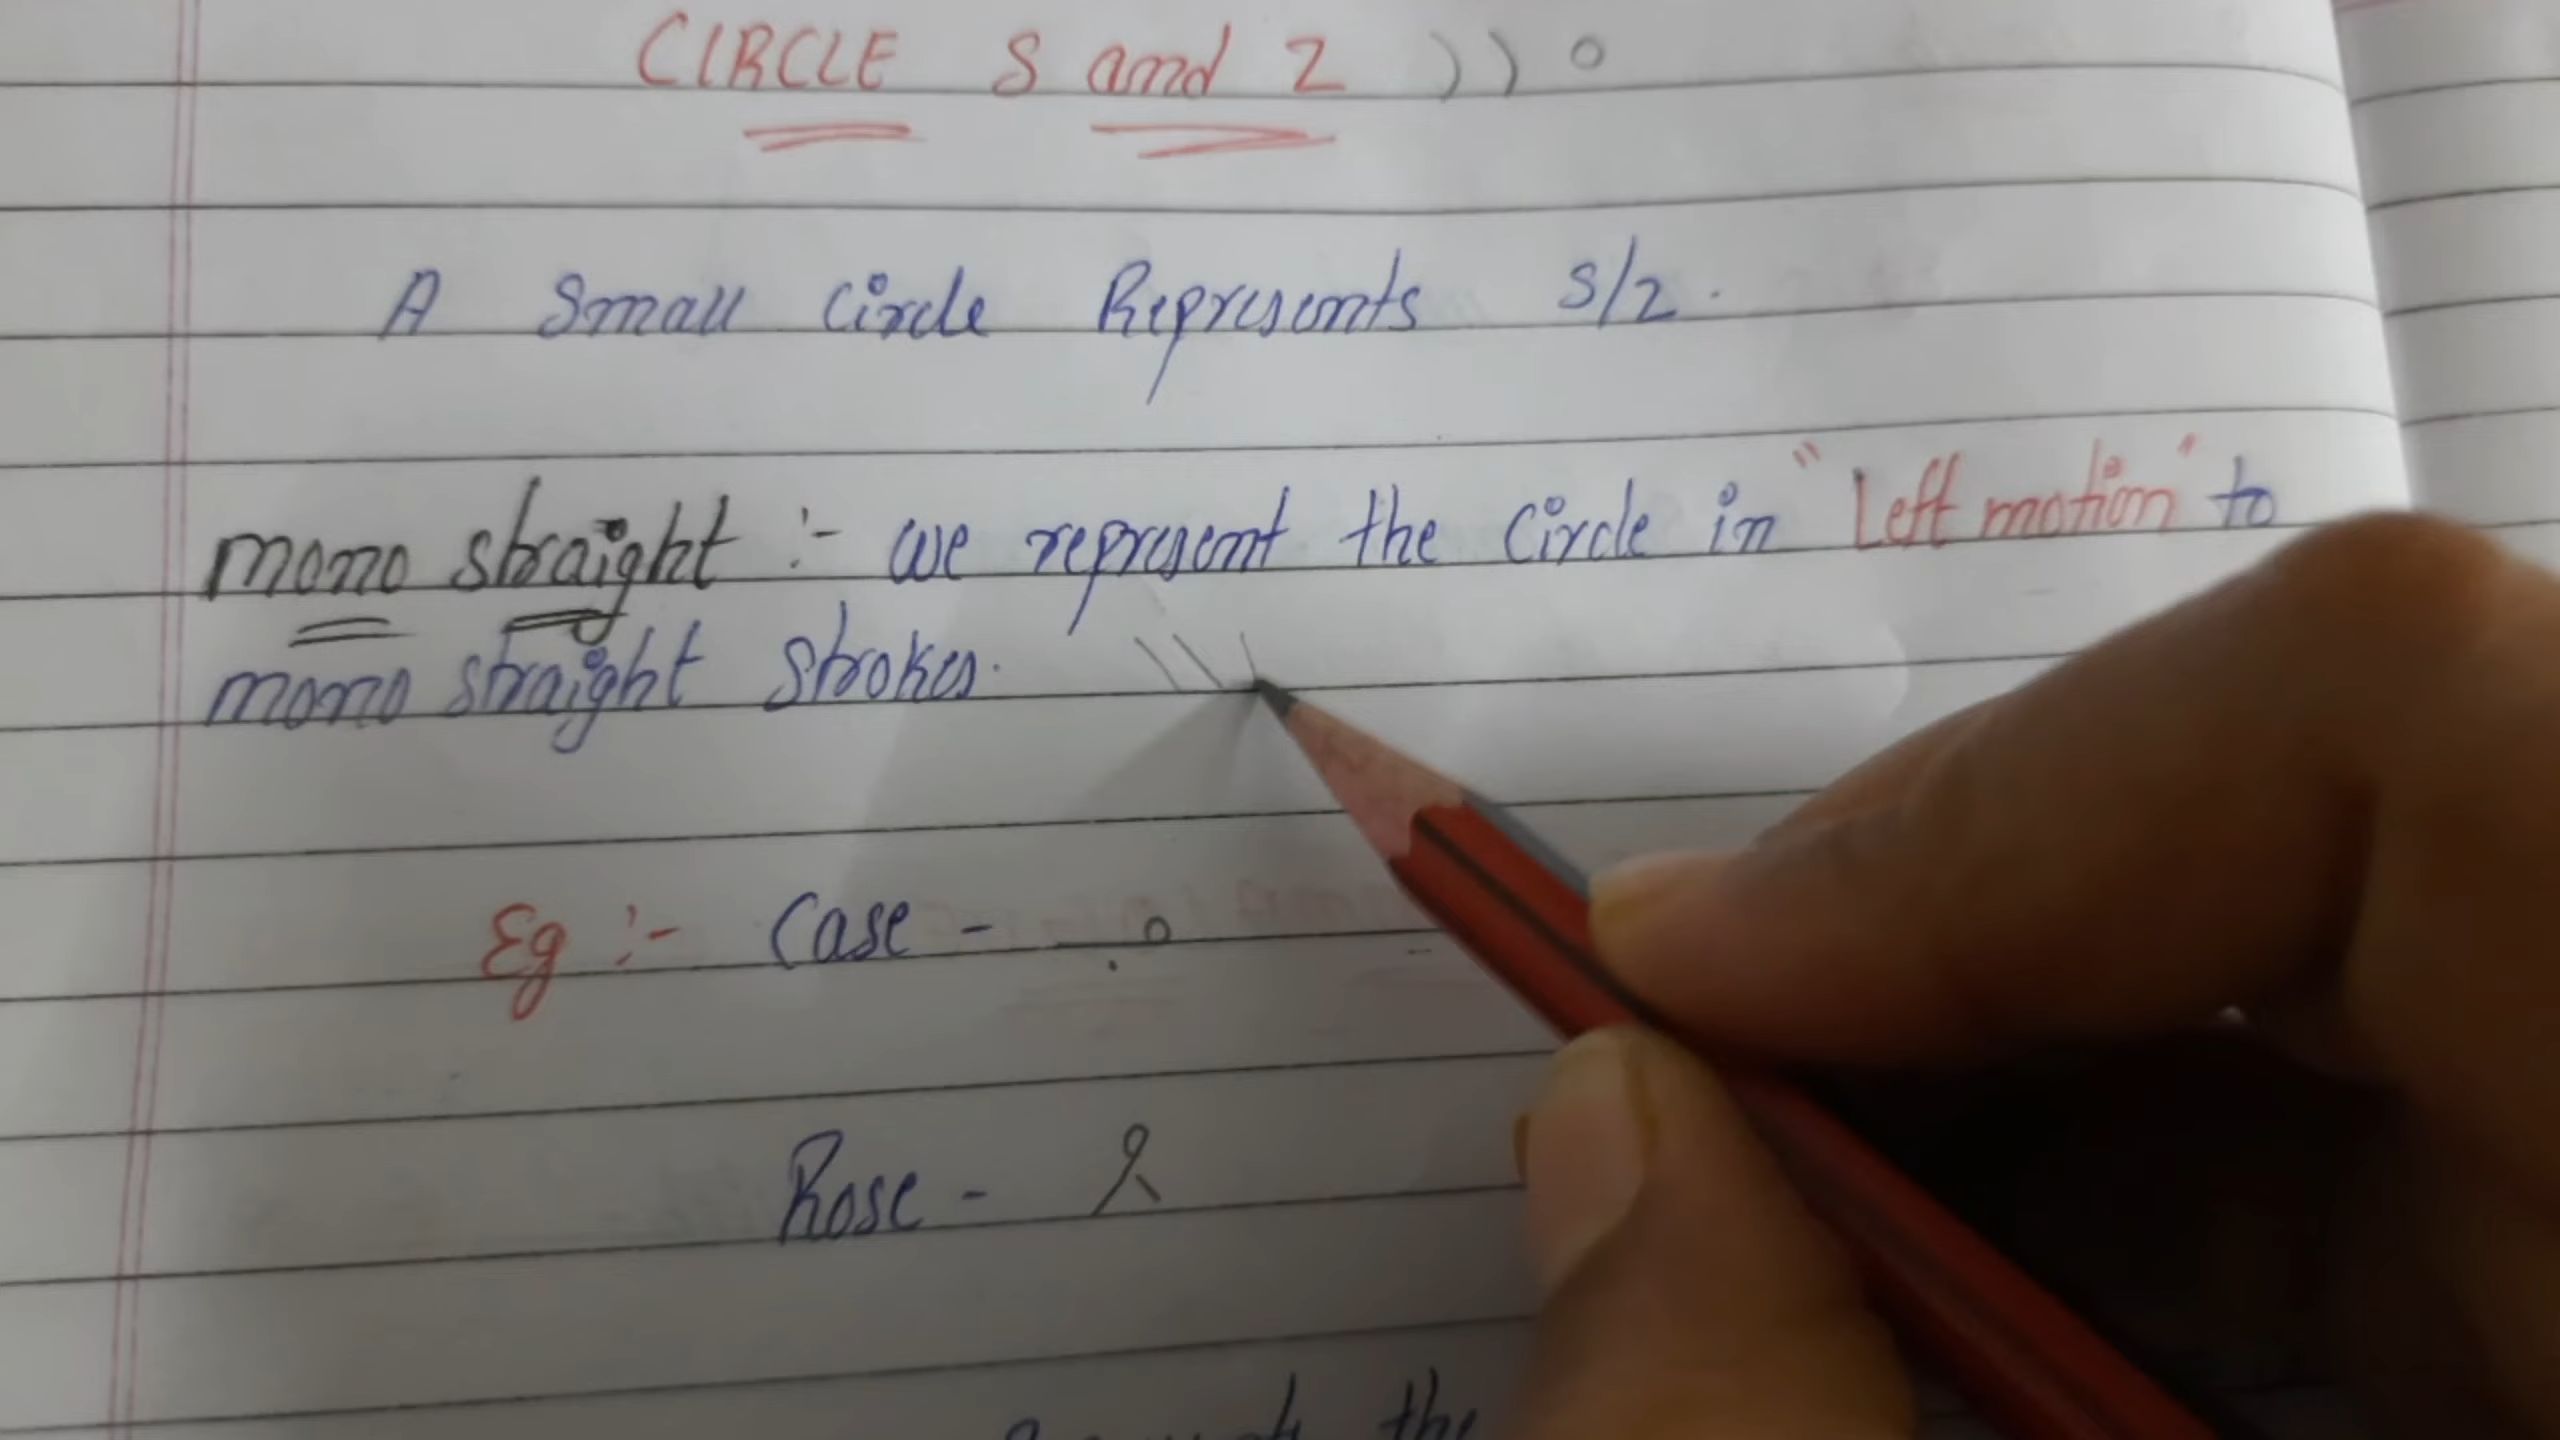 CIRCLE S and Z ) ) o
A Small Circle Represents S/Z.
mono straight :- we represent the Circle in "Left motion" to
mono straight strokes.
Eg :- Case -
Rose -
the